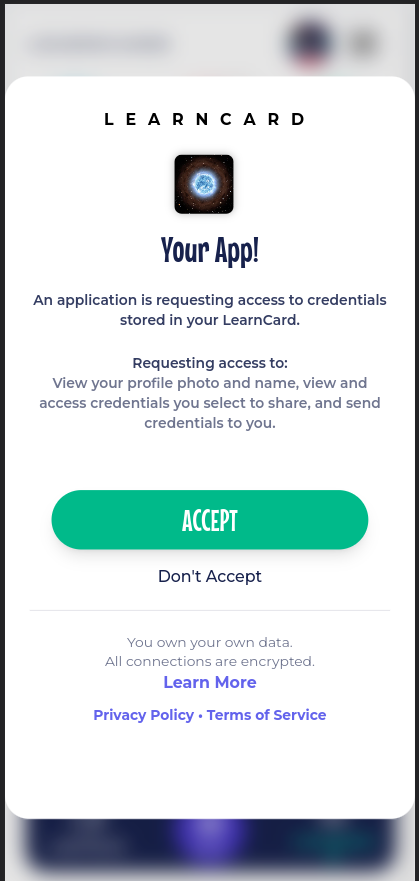 LEARNCARD
Your App!
An application is requesting access to credentials
stored in your LearnCard.
Requesting access to:
View your profile photo and name, view and
access credentials you select to share, and send
credentials to you.
ACCEPT
Don't Accept
You own your own data.
All connections are encrypted.
Learn More
Privacy Policy • Terms of Service